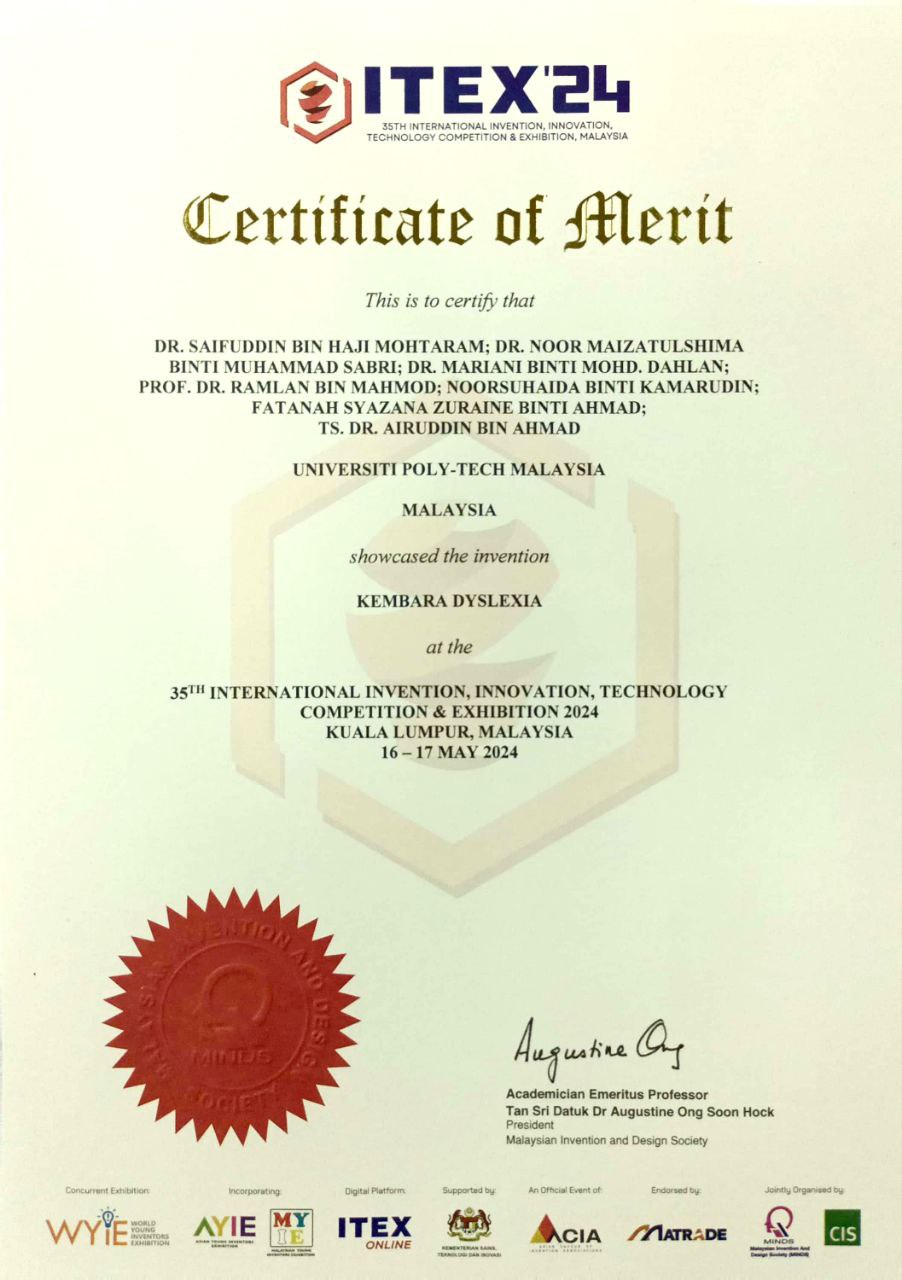 ITEX'24
35TH INTERNATIONAL INVENTION, INNOVATION,
TECHNOLOGY COMPETITION & EXHIBITION, MALAYSIA
Certificate of Merit
This is to certify that
DR. SAIFUDDIN BIN HAJI MOHTARAM; DR. NOOR MAIZATULSHIMA
BINTI MUHAMMAD SABRI; DR. MARIANI BINTI MOHD. DAHLAN;
PROF. DR. RAMLAN BIN MAHMOD; NOORSUHAIDA BINTI KAMARUDIN;
FATANAH SYAZANA ZURAINE BINTI AHMAD;
TS. DR. AIRUDDIN BIN AHMAD
UNIVERSITI POLY-TECH MALAYSIA
MALAYSIA
showcased the invention
KEMBARA DYSLEXIA
at the
35TH INTERNATIONAL INVENTION, INNOVATION, TECHNOLOGY
COMPETITION & EXHIBITION 2024
KUALA LUMPUR, MALAYSIA
16 – 17 MAY 2024
INVENTION AND
MINDS
SOCIETY
Augustine Ong
Academician Emeritus Professor
Tan Sri Datuk Dr Augustine Ong Soon Hock
President
Malaysian Invention and Design Society
Concurrent Exhibition: Incorporating: Digital Platform: Supported by: An Official Event of: Endorsed by: Jointly Organised by:
WYIE WORLD YOUNG INVENTORS EXHIBITION
AYIE
ASIAN YOUNG INVENTORS EXHIBITION
MYIE
MALAYSIAN YOUNG INVENTORS EXHIBITION
ITEX
ONLINE
KEMENTERIAN SAINS,
TEKNOLOGI DAN INOVASI
ACIA
MATRADE
MINDS
Malaysian Invention And
Design Society (MINDS)
CIS